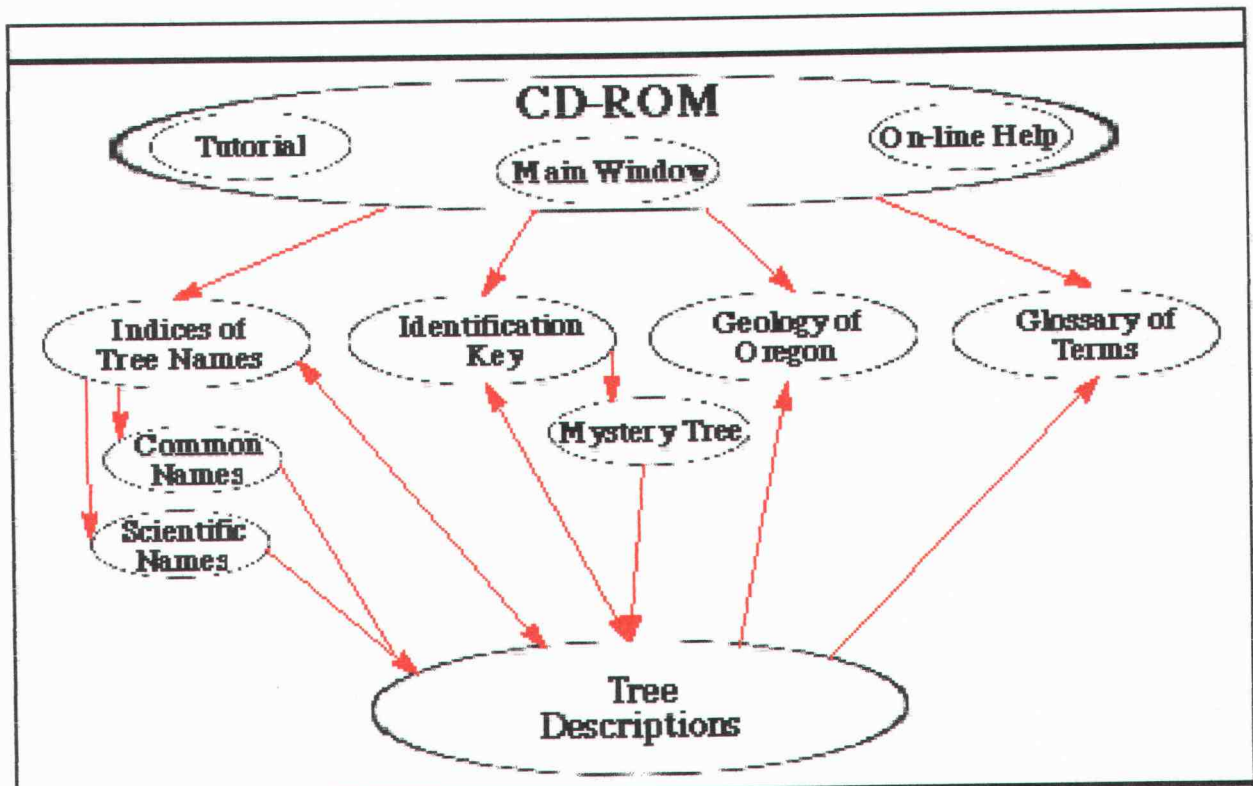 CD-ROM
Tutorial
Main Window
On-line Help
Indices of
Tree Names
Identification
Key
Geology of
Oregon
Glossary of
Terms
Mystery Tree
Common
Names
Scientific
Names
Tree
Descriptions